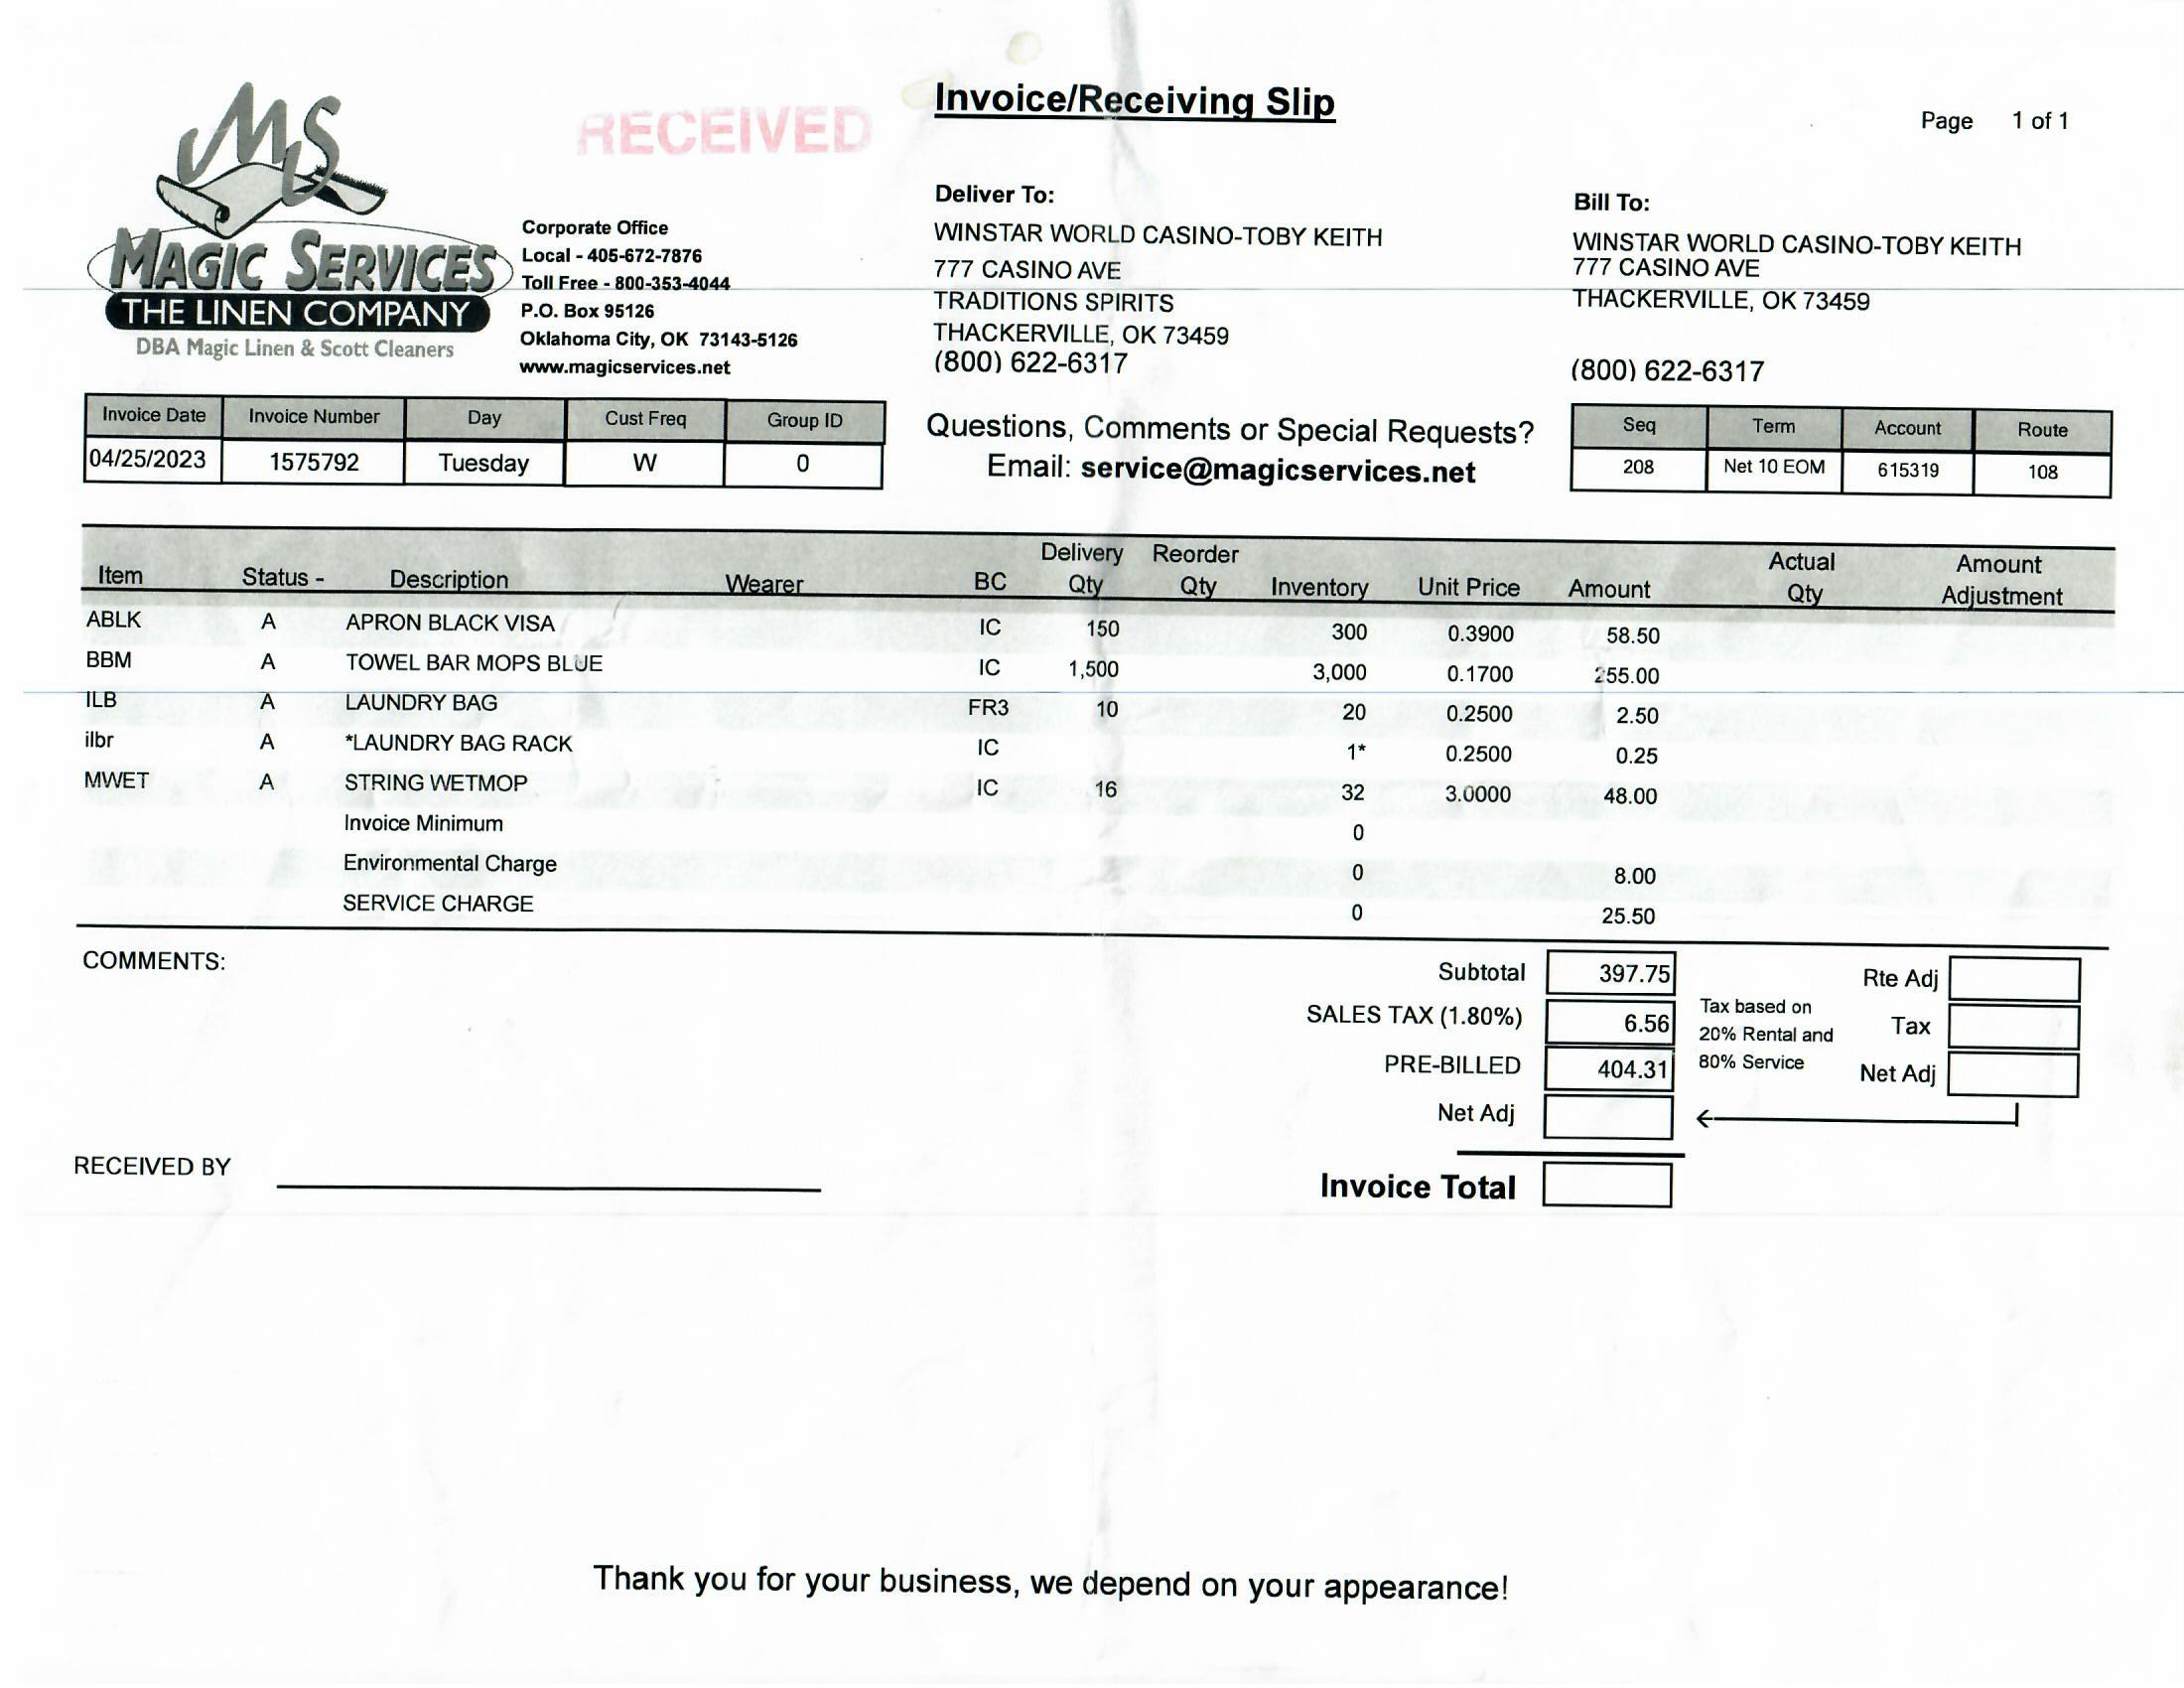 Invoice/Receiving Slip
RECEIVED
Page 1 of 1
MS
MAGIC SERVICES
THE LINEN COMPANY
DBA Magic Linen & Scott Cleaners
Corporate Office
Local - 405-672-7876
Toll Free - 800-353-4044
P.O. Box 95126
Oklahoma City, OK 73143-5126
www.magicservices.net
Deliver To:
WINSTAR WORLD CASINO-TOBY KEITH
777 CASINO AVE
TRADITIONS SPIRITS
THACKERVILLE, OK 73459
(800) 622-6317
Bill To:
WINSTAR WORLD CASINO-TOBY KEITH
777 CASINO AVE
THACKERVILLE, OK 73459
(800) 622-6317
Invoice Date Invoice Number Day Cust Freq Group ID
04/25/2023 1575792 Tuesday W 0
Questions, Comments or Special Requests?
Email: service@magicservices.net
Seq Term Account Route
208 Net 10 EOM 615319 108
Item Status - Description Wearer BC Delivery Qty Reorder Qty Inventory Unit Price Amount Actual Qty Amount Adjustment
ABLK A APRON BLACK VISA IC 150 300 0.3900 58.50
BBM A TOWEL BAR MOPS BLUE IC 1,500 3,000 0.1700 255.00
ILB A LAUNDRY BAG FR3 10 20 0.2500 2.50
ilbr A *LAUNDRY BAG RACK IC 1* 0.2500 0.25
MWET A STRING WETMOP IC 16 32 3.0000 48.00
Invoice Minimum 0
Environmental Charge 0 8.00
SERVICE CHARGE 0 25.50
COMMENTS:
Subtotal 397.75
SALES TAX (1.80%) 6.56
PRE-BILLED 404.31
Net Adj
Invoice Total
Tax based on
20% Rental and
80% Service
Rte Adj
Tax
Net Adj
RECEIVED BY
Thank you for your business, we depend on your appearance!